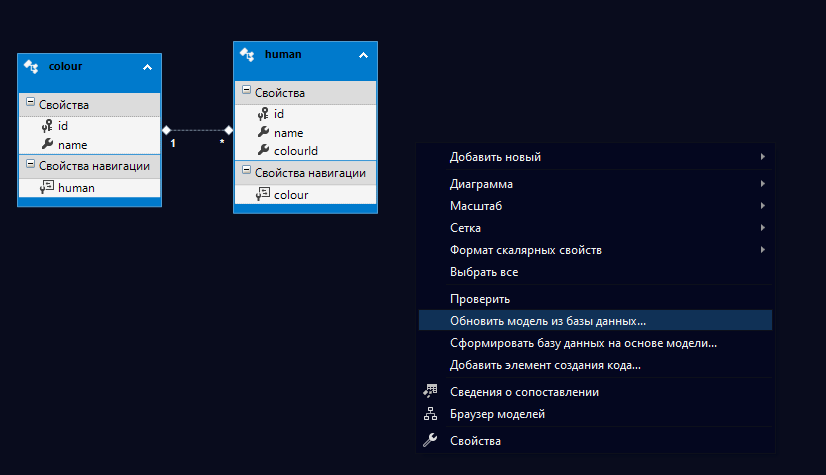 colour
Свойства
id
name
Свойства навигации
human
1
*
human
Свойства
id
name
colourId
Свойства навигации
colour
Добавить новый
Диаграмма
Масштаб
Сетка
Формат скалярных свойств
Выбрать все
Проверить
Обновить модель из базы данных...
Сформировать базу данных на основе модели...
Добавить элемент создания кода...
Сведения о сопоставлении
Браузер моделей
Свойства